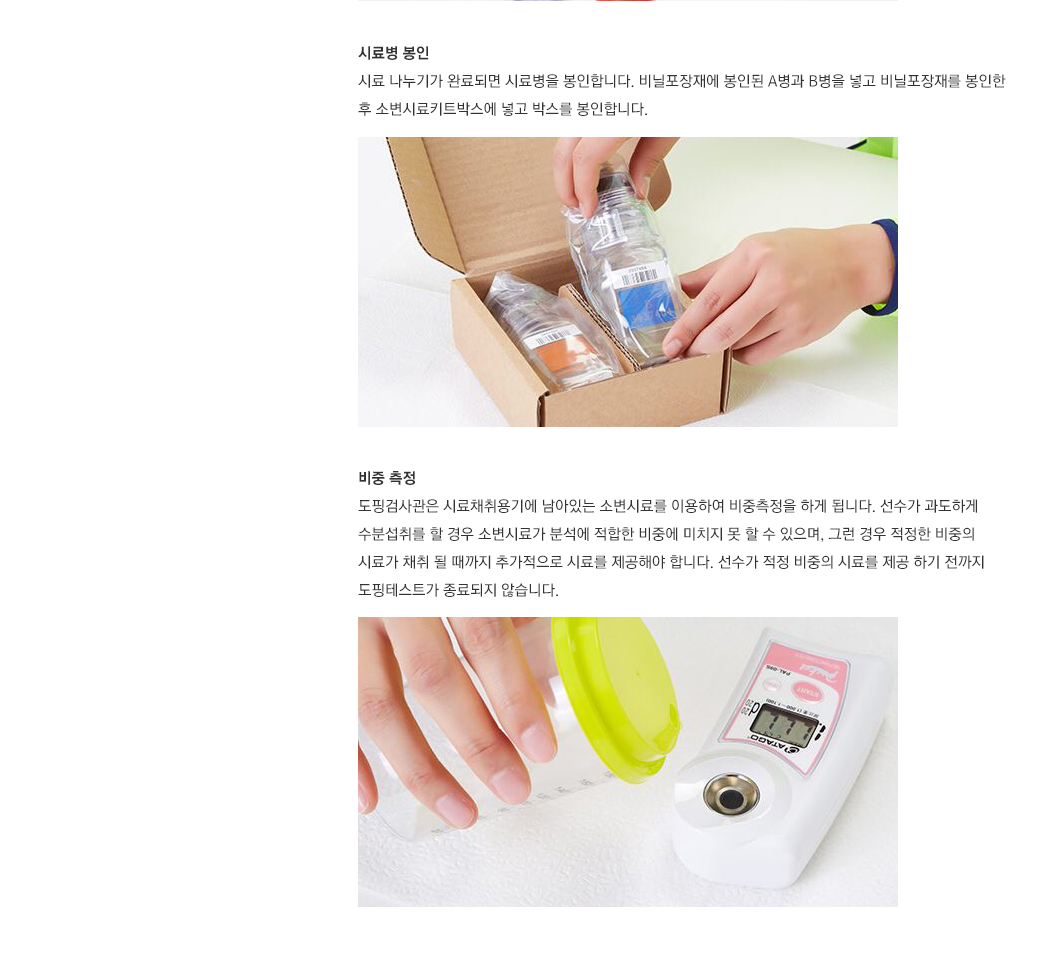 시료병 봉인
시료 나누기가 완료되면 시료병을 봉인합니다. 비닐포장재에 봉인된 A병과 B병을 넣고 비닐포장재를 봉인한
후 소변시료키트박스에 넣고 박스를 봉인합니다.
비중 측정
도핑검사관은 시료채취용기에 남아있는 소변시료를 이용하여 비중측정을 하게 됩니다. 선수가 과도하게
수분섭취를 할 경우 소변시료가 분석에 적합한 비중에 미치지 못 할 수 있으며, 그런 경우 적정한 비중의
시료가 채취 될 때까지 추가적으로 시료를 제공해야 합니다. 선수가 적정 비중의 시료를 제공 하기 전까지
도핑테스트가 종료되지 않습니다.
Pocket
PAL-09S
START
ATAGO